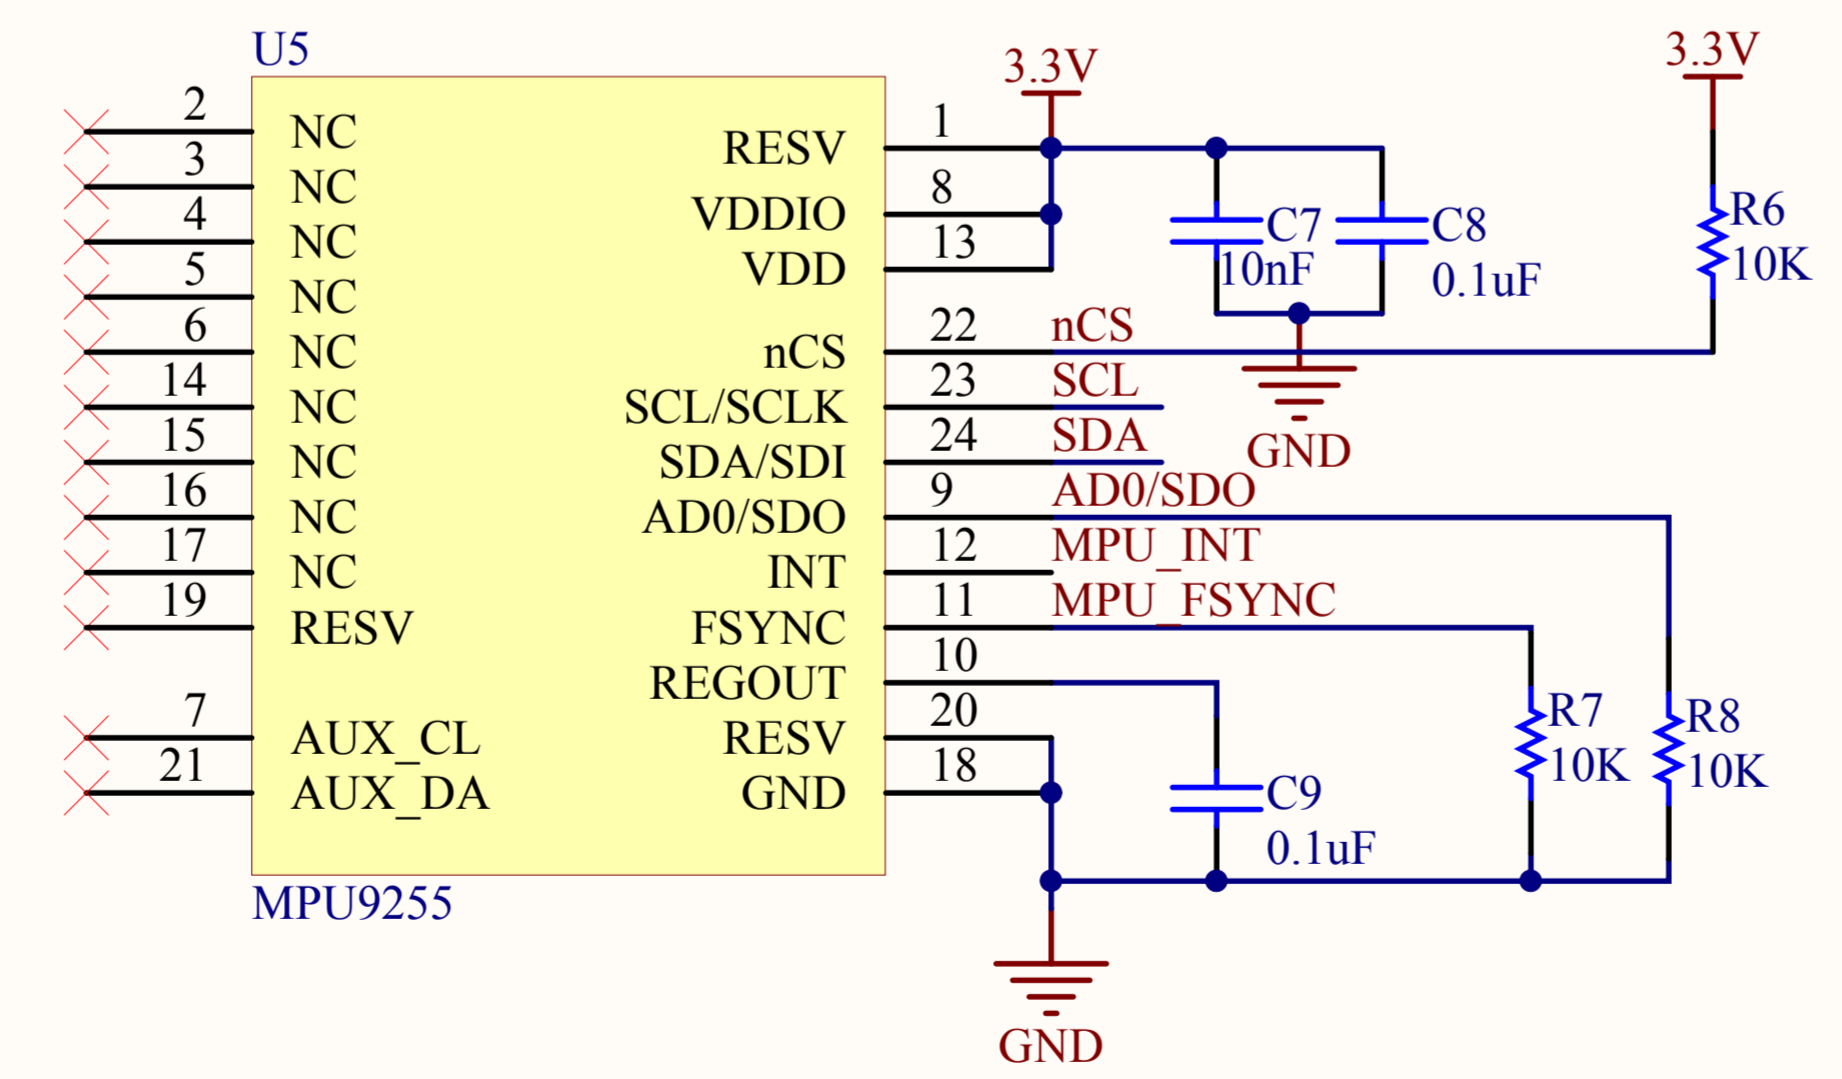 U5
2 NC
3 NC
4 NC
5 NC
6 NC
14 NC
15 NC
16 NC
17 NC
19 RESV
7 AUX_CL
21 AUX_DA
RESV 1
VDDIO 8
VDD 13
nCS 22 nCS
SCL/SCLK 23 SCL
SDA/SDI 24 SDA
AD0/SDO 9 AD0/SDO
INT 12 MPU_INT
FSYNC 11 MPU_FSYNC
REGOUT 10
RESV 20
GND 18
MPU9255
3.3V
C7
10nF
C8
0.1uF
GND
3.3V
R6
10K
R7
10K
R8
10K
C9
0.1uF
GND